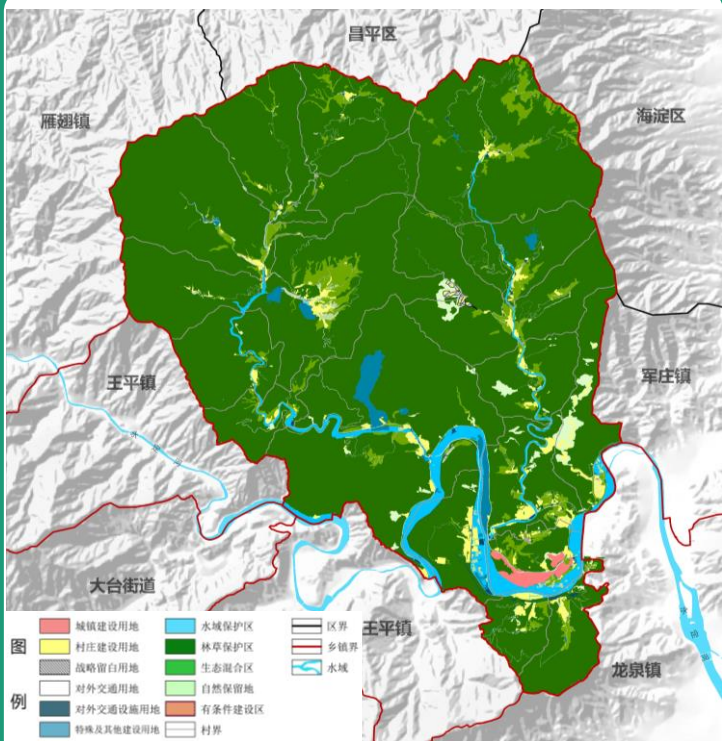 昌平区
雁翅镇
海淀区
王平镇
军庄镇
大台街道
王平镇
龙泉镇
图例
城镇建设用地
村庄建设用地
战略留白用地
对外交通用地
对外交通设施用地
特殊及其他建设用地
水域保护区
林草保护区
生态混合区
自然保留地
有条件建设区
村界
区界
乡镇界
水域